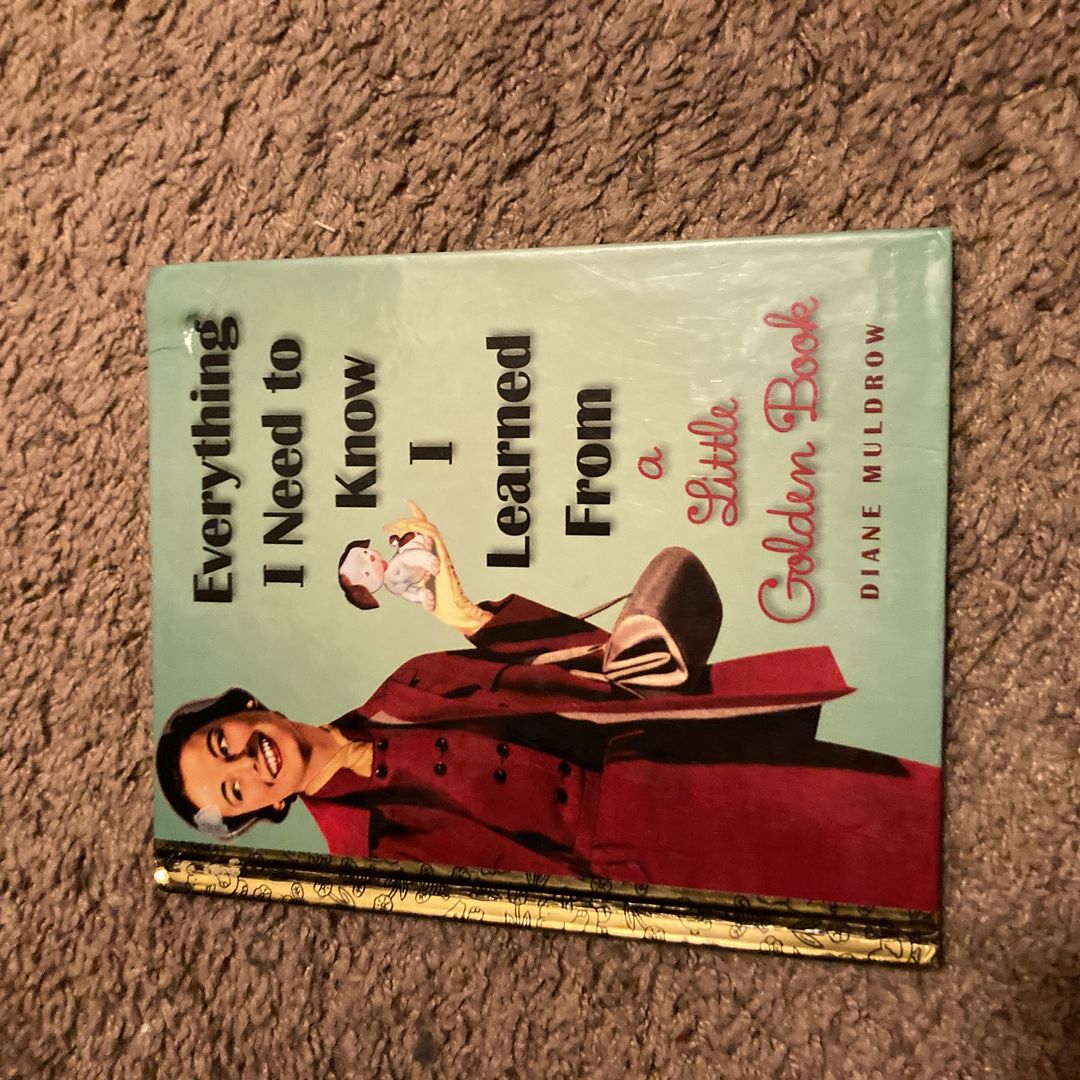 Everything
I Need to
Know
I
Learned
From
a
Little
Golden Book
DIANE MULDROW